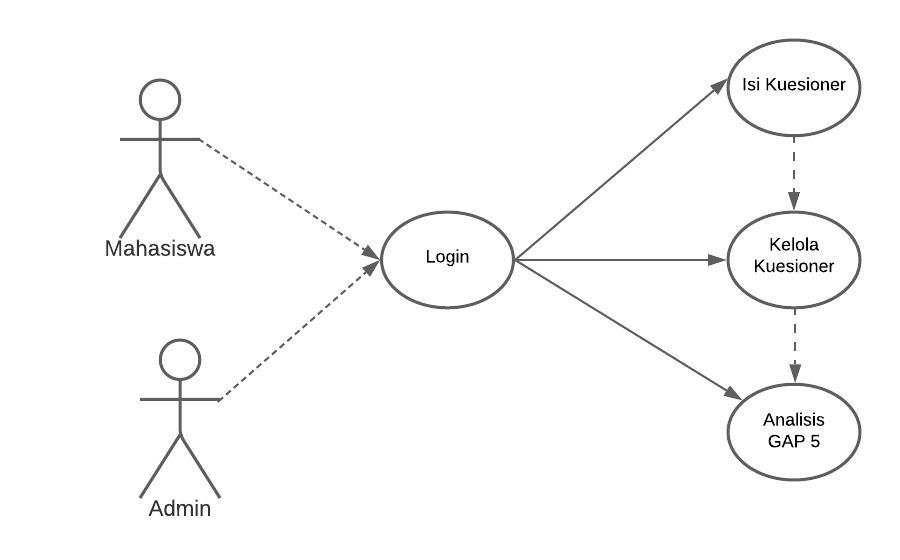 Isi Kuesioner
Mahasiswa
Login
Kelola
Kuesioner
Analisis
GAP 5
Admin